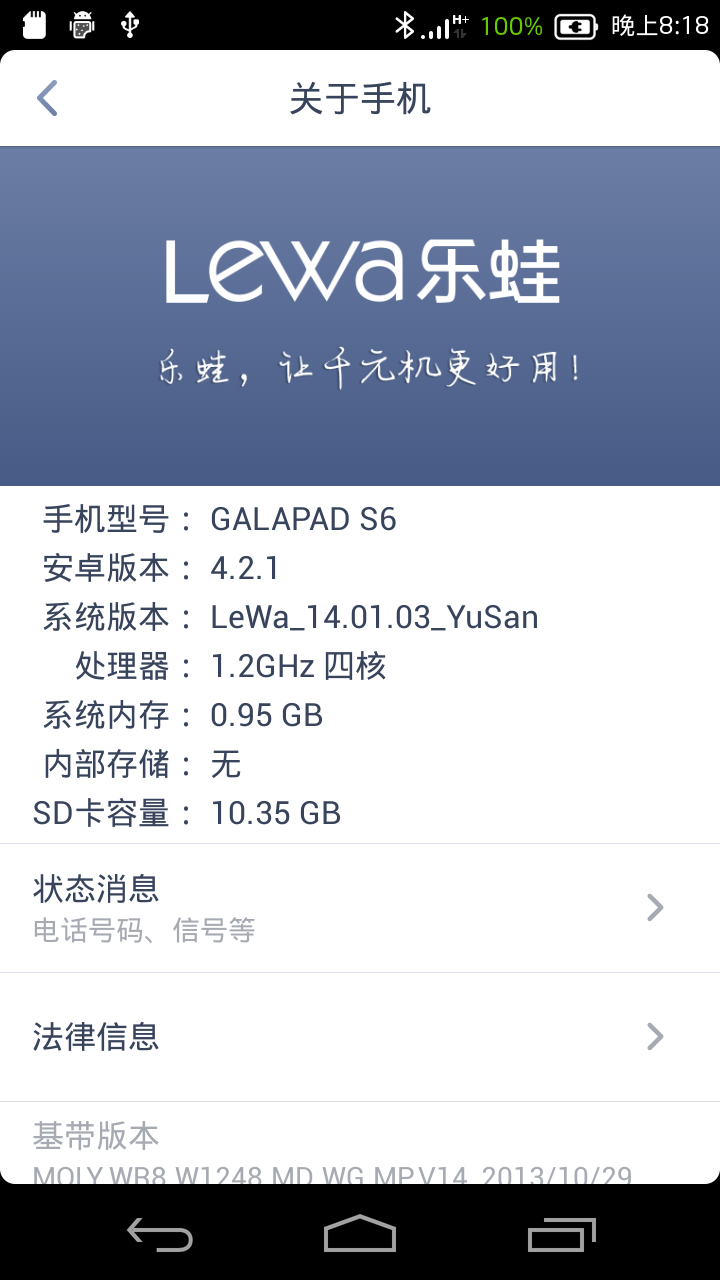 H+ 100% 晚上8:18
关于手机
Lewa乐蛙
乐蛙，让千元机更好用！
手机型号： GALAPAD S6
安卓版本： 4.2.1
系统版本： LeWa_14.01.03_YuSan
处理器： 1.2GHz 四核
系统内存： 0.95 GB
内部存储： 无
SD卡容量： 10.35 GB
状态消息
电话号码、信号等
法律信息
基带版本
MOLY.WR8.W1248.MD.WG.MP.V14, 2013/10/29